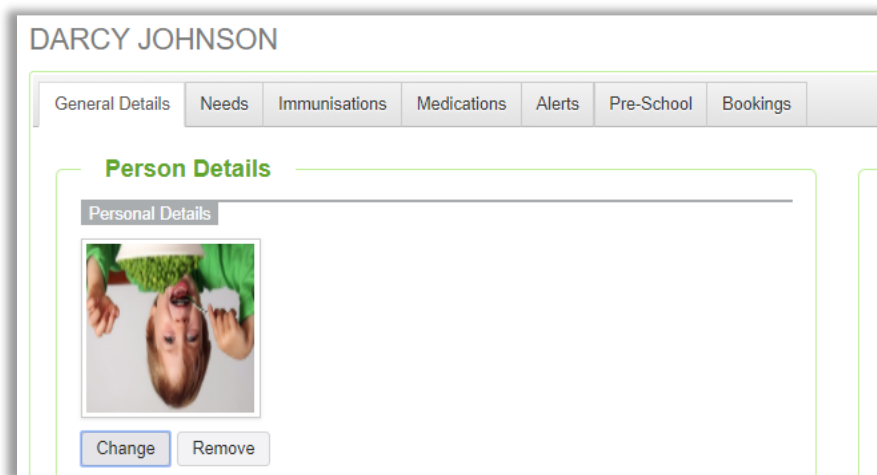 DARCY JOHNSON
General Details Needs Immunisations Medications Alerts Pre-School Bookings
Person Details
Personal Details
Change Remove